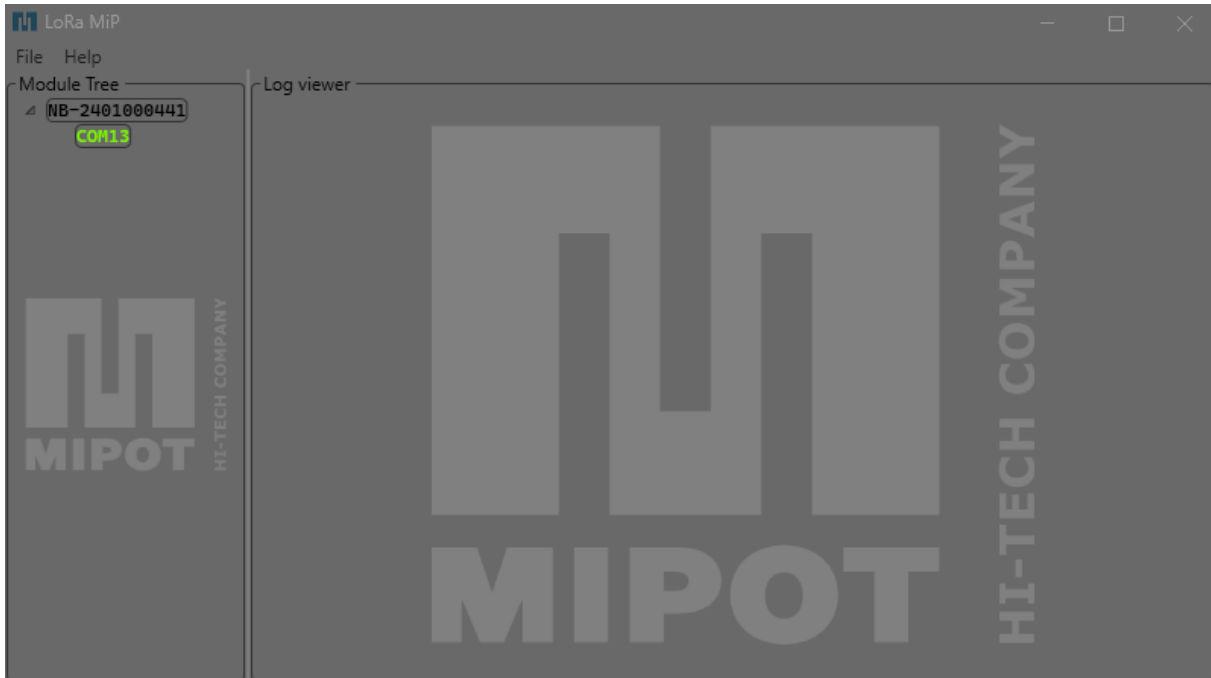 LoRa MiP
File Help
Module Tree
NB-2401000441
COM13
MIPOT
HI-TECH COMPANY
Log viewer
MIPOT
HI-TECH COMPANY